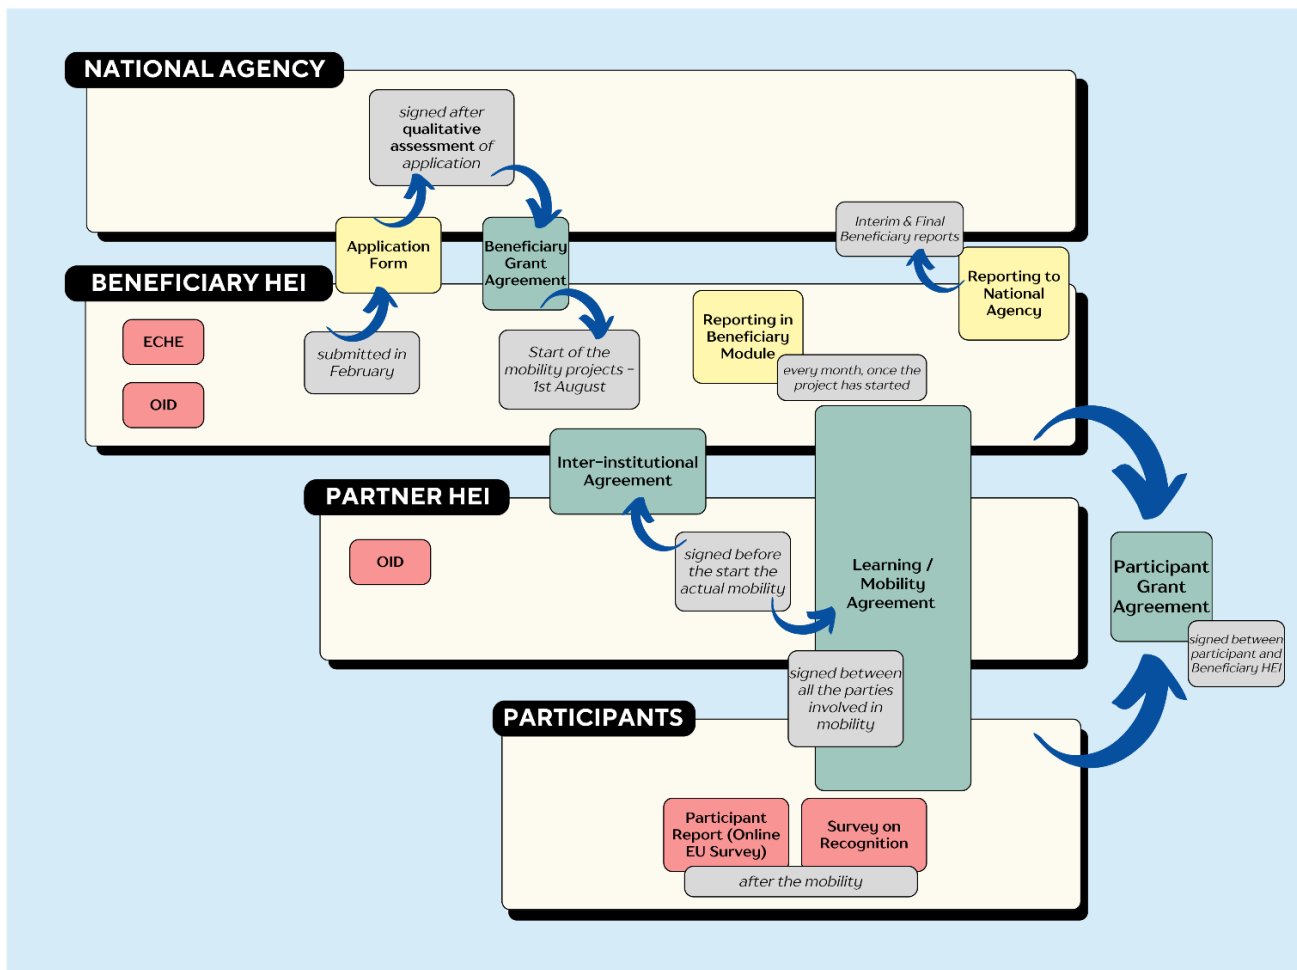 NATIONAL AGENCY
signed after
qualitative
assessment of
application
Application
Form
Beneficiary
Grant
Agreement
Interim & Final
Beneficiary reports
Reporting to
National
Agency
BENEFICIARY HEI
ECHE
OID
submitted in
February
Start of the
mobility projects –
1st August
Reporting in
Beneficiary
Module
every month, once the
project has started
Inter-institutional
Agreement
PARTNER HEI
OID
signed before
the start the
actual mobility
Learning /
Mobility
Agreement
Participant
Grant
Agreement
signed between
participant and
Beneficiary HEI
signed between
all the parties
involved in
mobility
PARTICIPANTS
Participant
Report (Online
EU Survey)
Survey on
Recognition
after the mobility